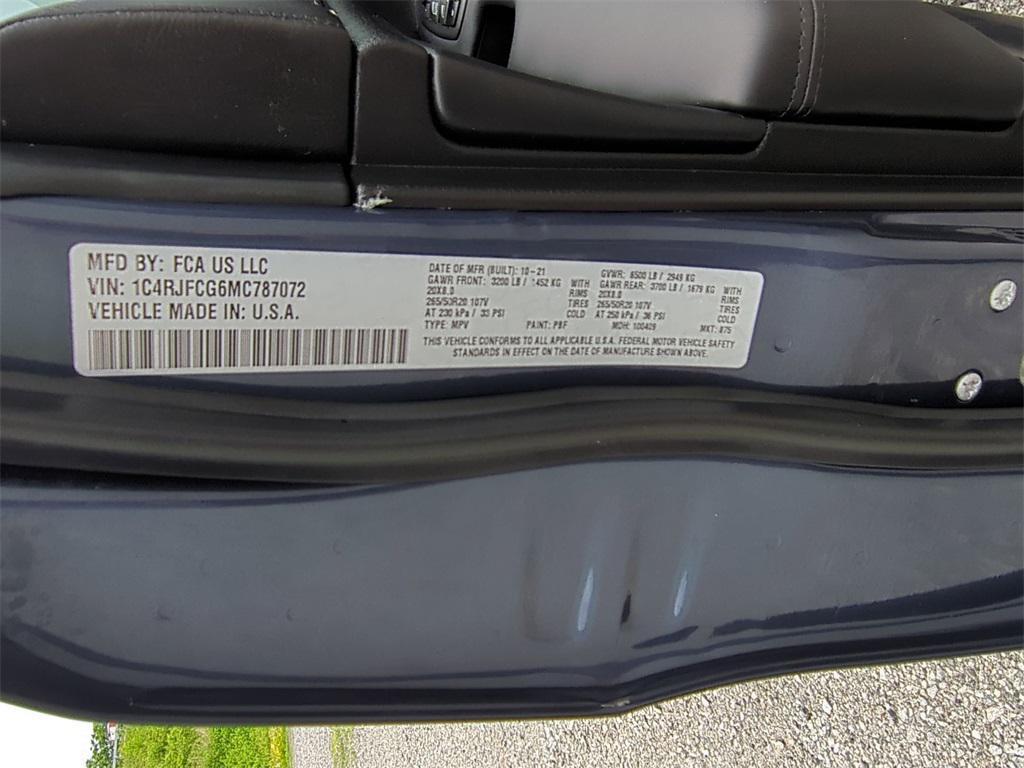 MFD BY: FCA US LLC
VIN: 1C4RJFCG6MC787072
VEHICLE MADE IN: U.S.A.
DATE OF MFR (BUILT): 10-21 GVWR: 6500 LB / 2949 KG
GAWR FRONT: 3200 LB / 1452 KG WITH GAWR REAR: 3700 LB / 1679 KG WITH
20X8.0 RIMS 20X8.0 RIMS
265/50R20 107V TIRES 265/50R20 107V TIRES
AT 230 kPa / 33 PSI COLD AT 250 kPa / 36 PSI COLD
TYPE: MPV PAINT: PBF MDH: 100409 MXT: 875
THIS VEHICLE CONFORMS TO ALL APPLICABLE U.S.A. FEDERAL MOTOR VEHICLE SAFETY
STANDARDS IN EFFECT ON THE DATE OF MANUFACTURE SHOWN ABOVE.